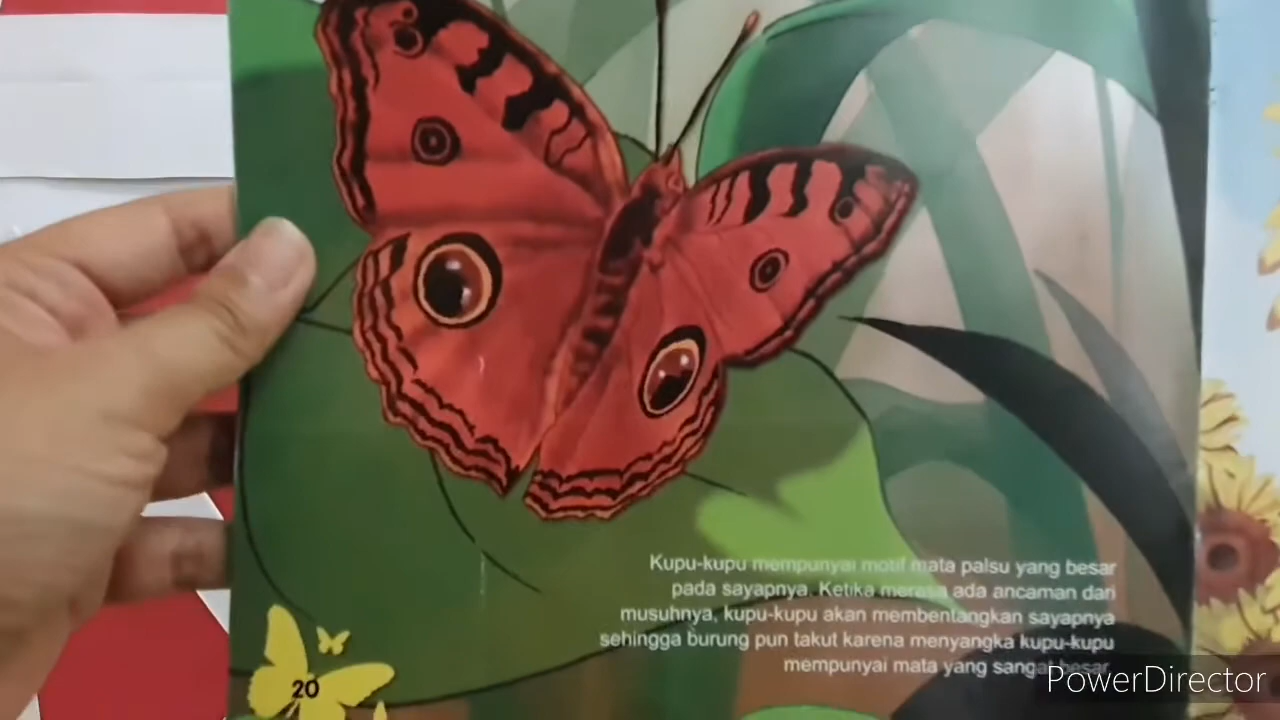 Kupu-kupu mempunyai motif mata palsu yang besar
pada sayapnya. Ketika merasa ada ancaman dari
musuhnya, kupu-kupu akan membentangkan sayapnya
sehingga burung pun takut karena menyangka kupu-kupu
mempunyai mata yang sangat besar.
20
PowerDirector